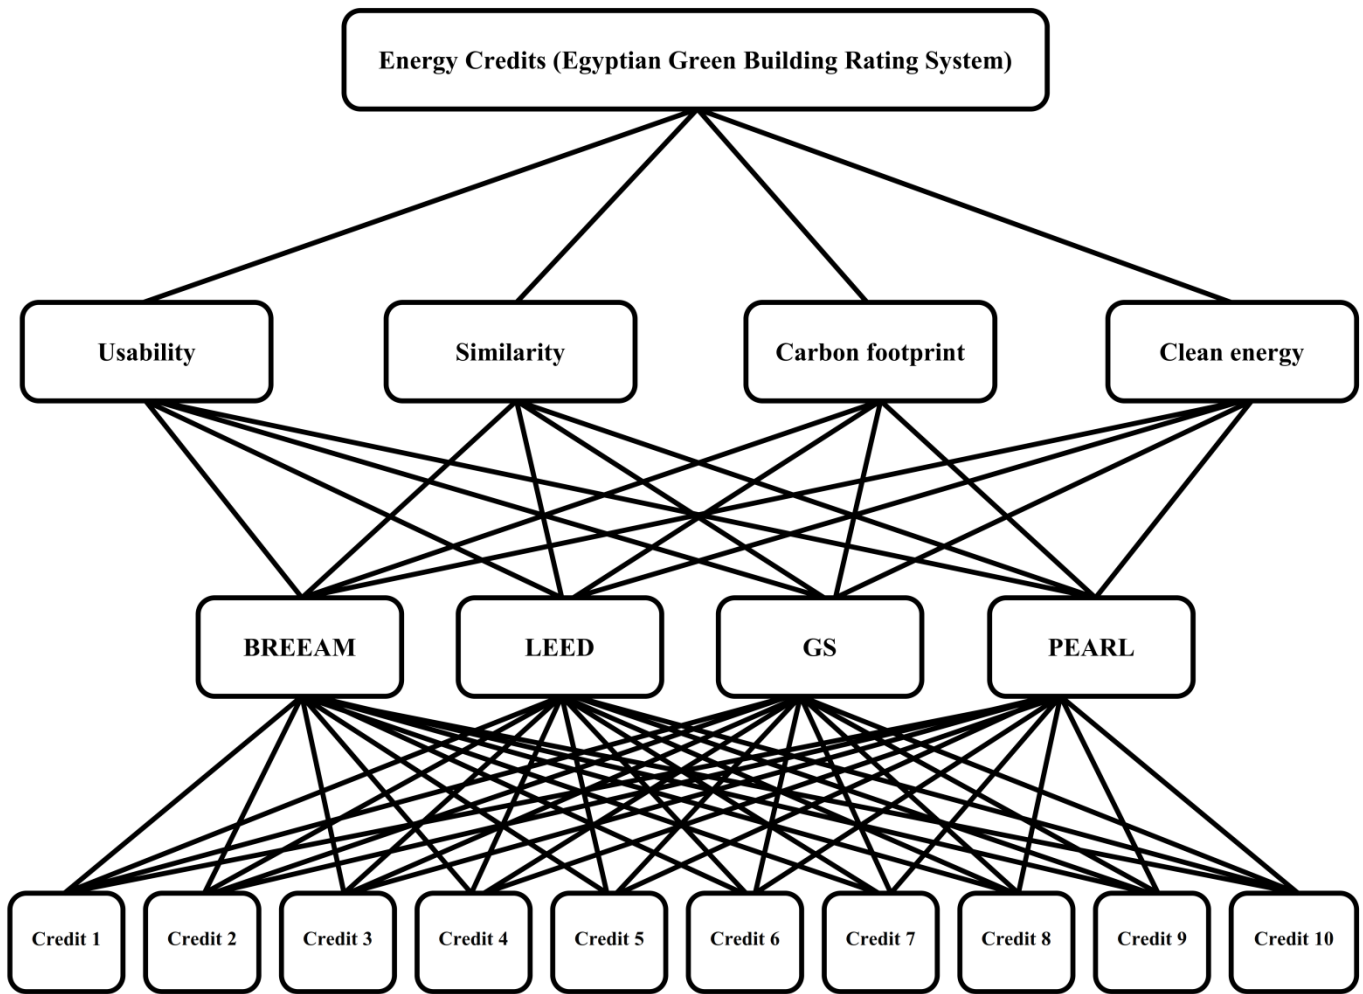 Energy Credits (Egyptian Green Building Rating System)
Usability
Similarity
Carbon footprint
Clean energy
BREEAM
LEED
GS
PEARL
Credit 1
Credit 2
Credit 3
Credit 4
Credit 5
Credit 6
Credit 7
Credit 8
Credit 9
Credit 10